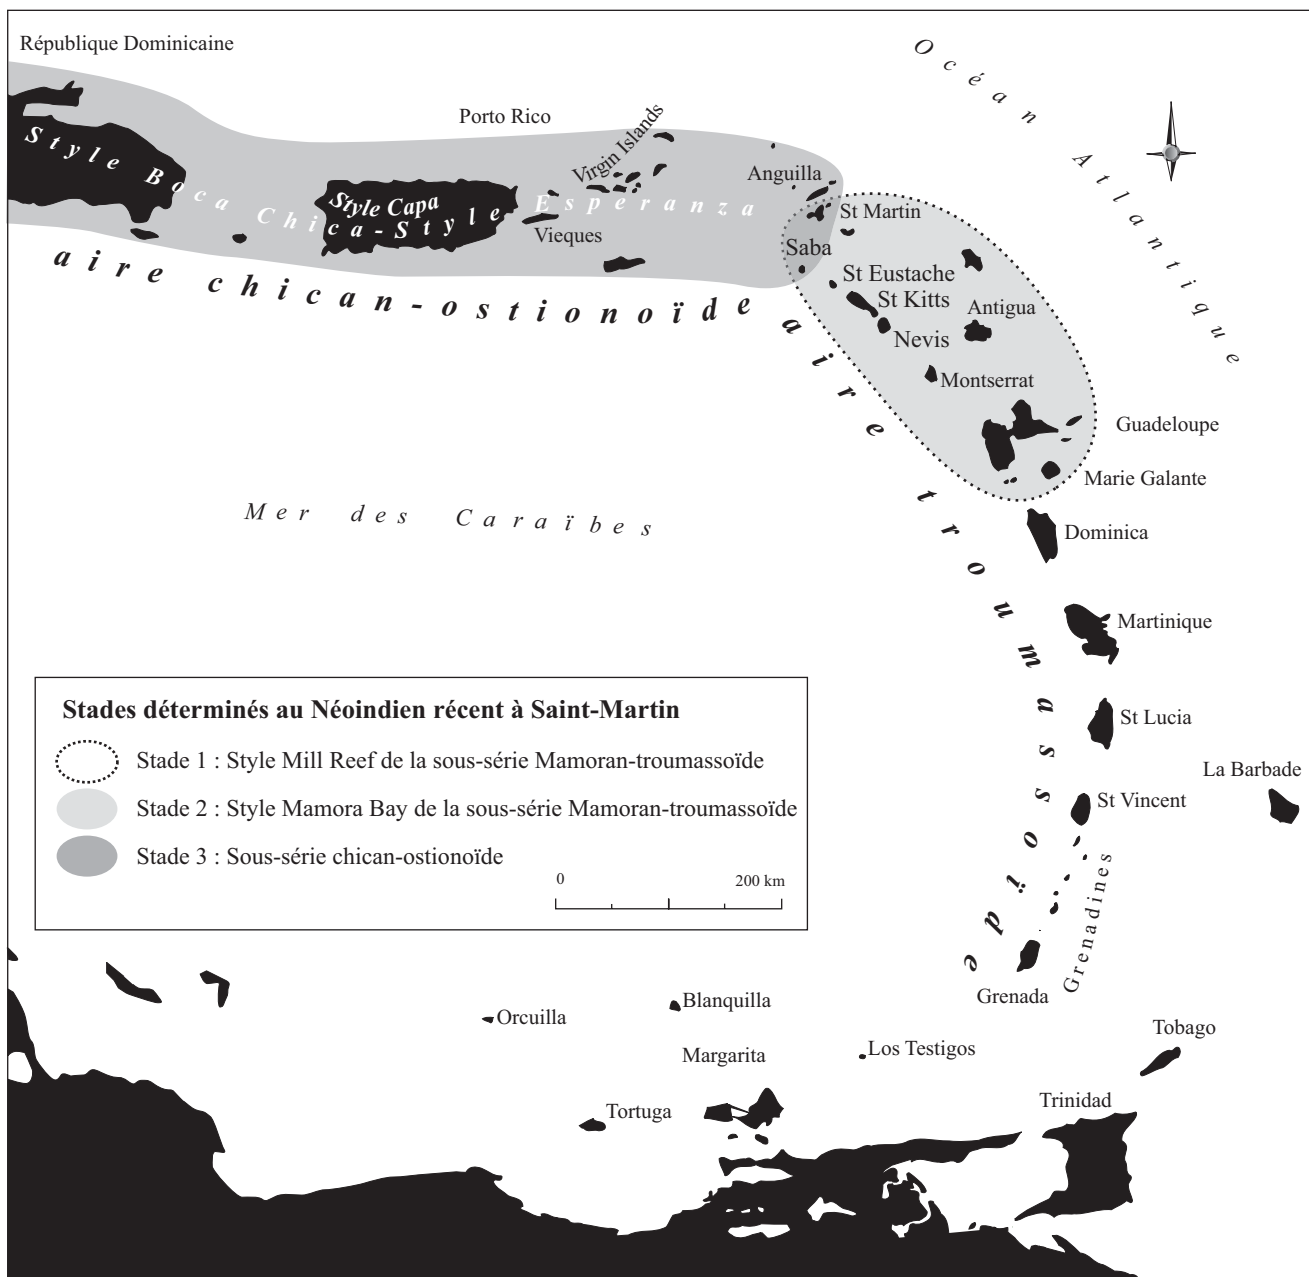 République Dominicaine
Océan Atlantique
Porto Rico
Virgin Islands
Style Boca Chica-Style Esperanza
Style Capa
Anguilla
St Martin
Vieques
Saba
St Eustache
St Kitts
Antigua
Nevis
aire chican-ostionoïde
aire troumassoïde
Montserrat
Guadeloupe
Marie Galante
Mer des Caraïbes
Dominica
Martinique
St Lucia
La Barbade
St Vincent
Grenadines
Grenada
Stades déterminés au Néoindien récent à Saint-Martin
Stade 1 : Style Mill Reef de la sous-série Mamoran-troumassoïde
Stade 2 : Style Mamora Bay de la sous-série Mamoran-troumassoïde
Stade 3 : Sous-série chican-ostionoïde
0 200 km
Blanquilla
Orcuilla
Tobago
Margarita
Los Testigos
Trinidad
Tortuga